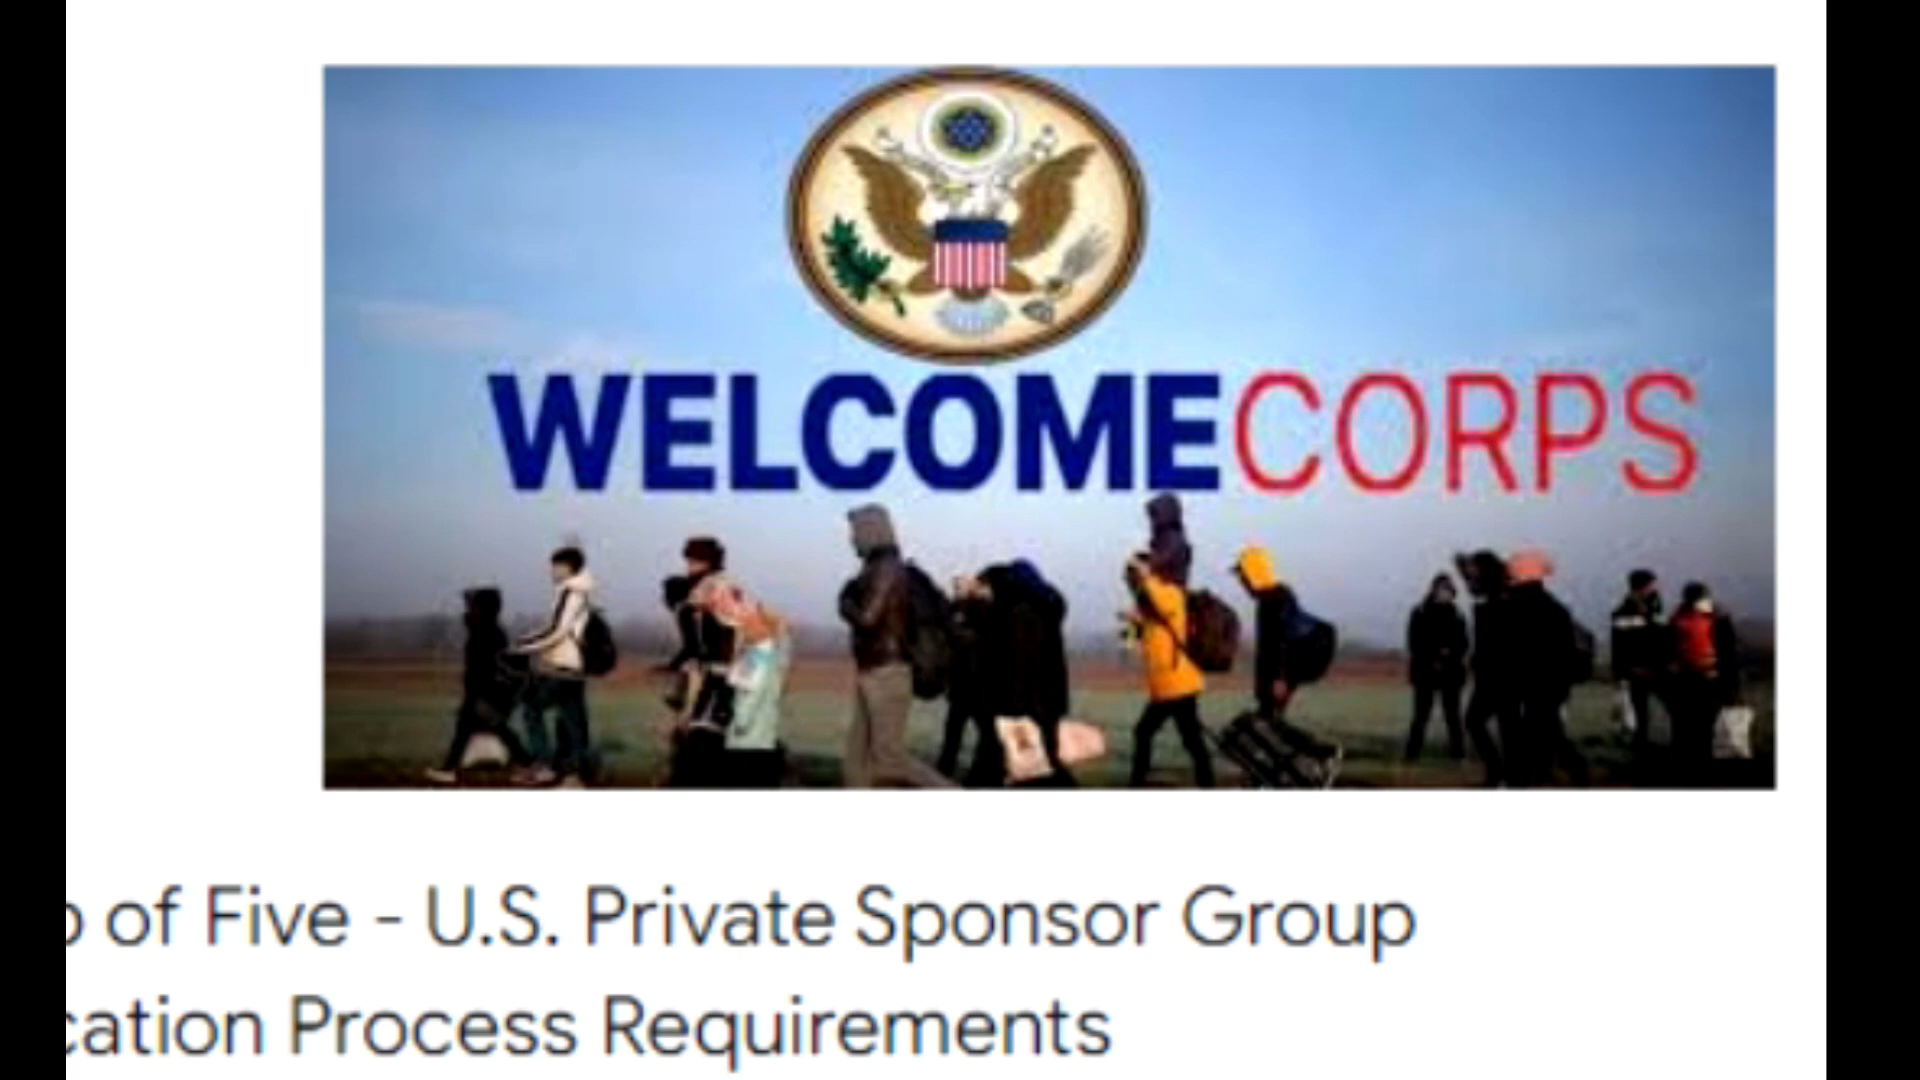 WELCOMECORPS
of Five - U.S. Private Sponsor Group
cation Process Requirements